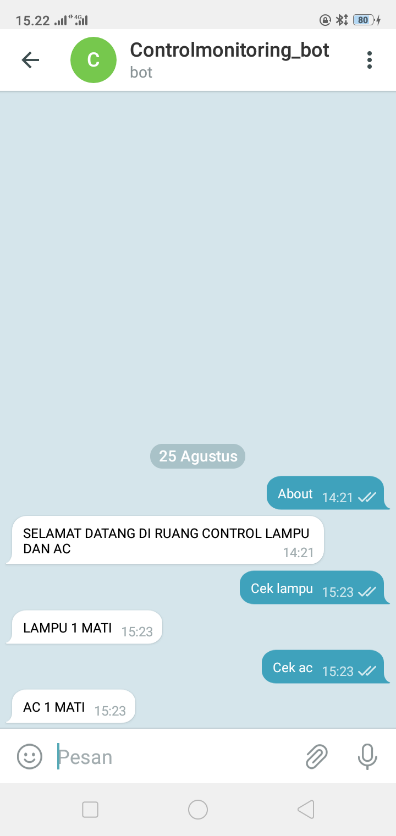 15.22 4G 80
C Controlmonitoring_bot
bot
25 Agustus
About 14:21
SELAMAT DATANG DI RUANG CONTROL LAMPU
DAN AC 14:21
Cek lampu 15:23
LAMPU 1 MATI 15:23
Cek ac 15:23
AC 1 MATI 15:23
Pesan